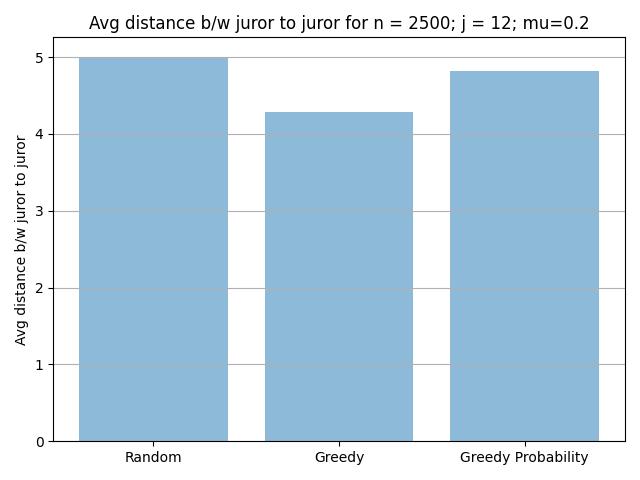 Avg distance b/w juror to juror for n = 2500; j = 12; mu=0.2
Avg distance b/w juror to juror
5
4
3
2
1
0
Random Greedy Greedy Probability